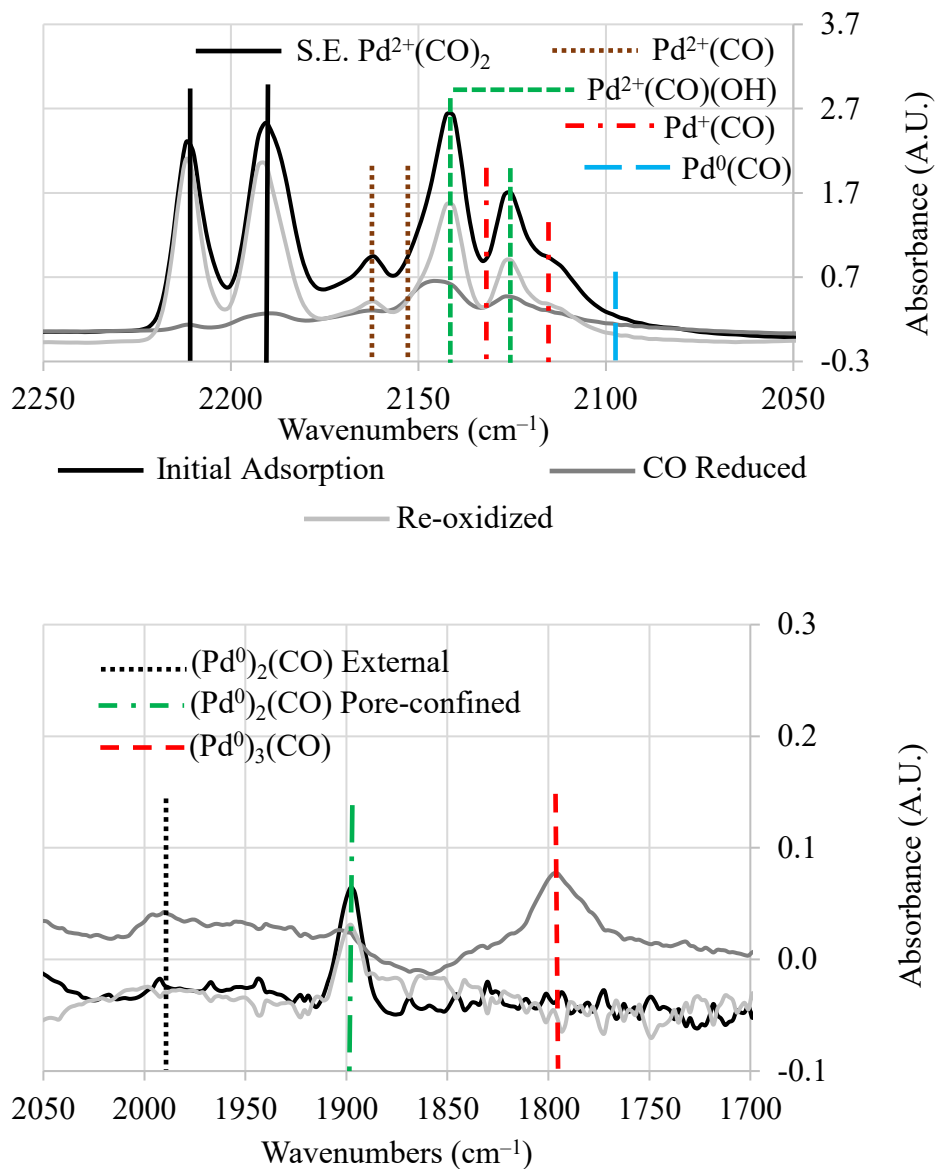 3.7
S.E. Pd²⁺(CO)₂
Pd²⁺(CO)
Pd²⁺(CO)(OH)
2.7
Pd⁺(CO)
Pd⁰(CO)
1.7
0.7
-0.3
Absorbance (A.U.)
2250 2200 2150 2100 2050
Wavenumbers (cm⁻¹)
Initial Adsorption
CO Reduced
Re-oxidized
0.3
(Pd⁰)₂(CO) External
(Pd⁰)₂(CO) Pore-confined
(Pd⁰)₃(CO)
0.2
0.1
0.0
-0.1
Absorbance (A.U.)
2050 2000 1950 1900 1850 1800 1750 1700
Wavenumbers (cm⁻¹)